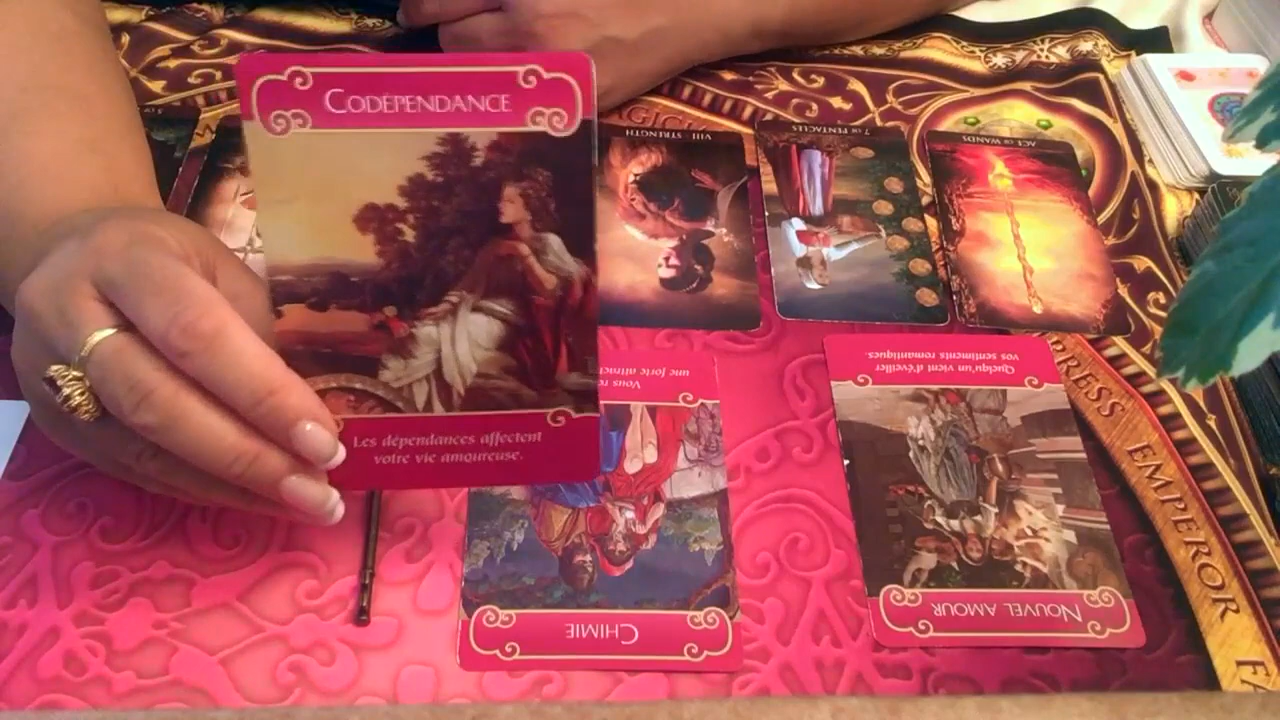 CODÉPENDANCE
Les dépendances affectent
votre vie amoureuse.
VIII STRENGTH
7 OF PENTACLES
ACE OF WANDS
Vous
une forte
CHIMIE
Quelqu'un vient d'éveiller
vos sentiments romantiques.
NOUVEL AMOUR
EMPEROR